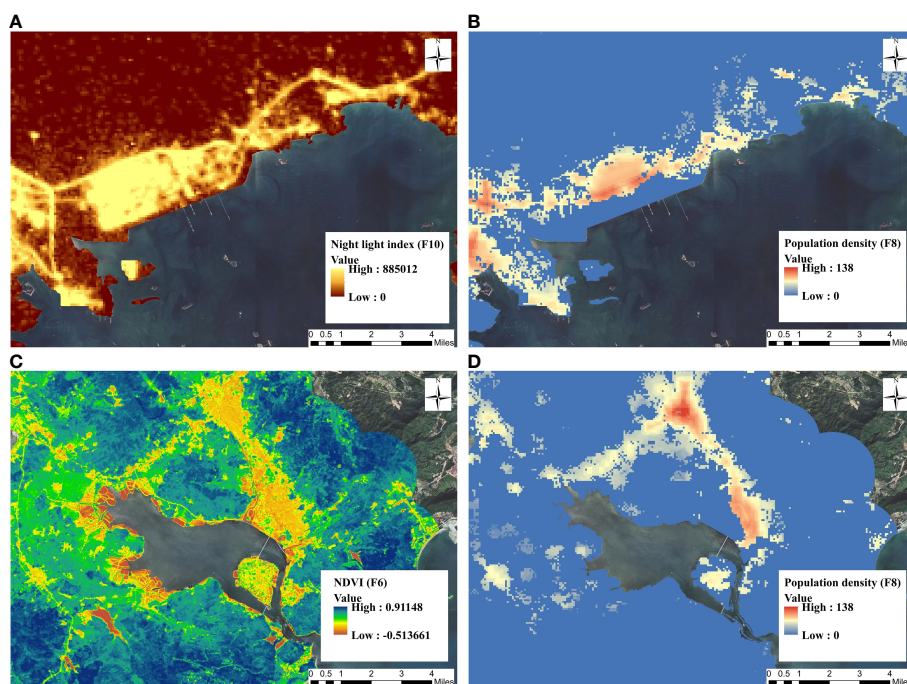 A
N
Night light index (F10)
Value
High : 885012
Low : 0
0 0.5 1 2 3 4
Miles
B
N
Population density (F8)
Value
High : 138
Low : 0
0 0.5 1 2 3 4
Miles
C
N
NDVI (F6)
Value
High : 0.91148
Low : -0.513661
0 0.5 1 2 3 4
Miles
D
N
Population density (F8)
Value
High : 138
Low : 0
0 0.5 1 2 3 4
Miles